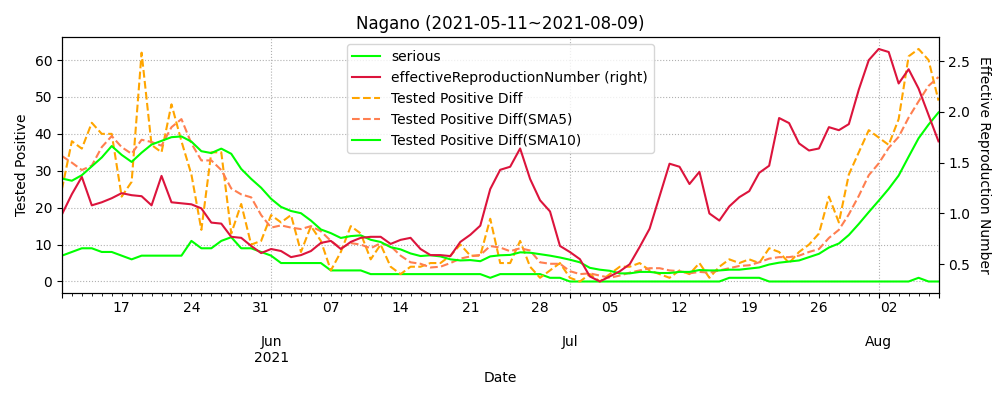 Nagano (2021-05-11~2021-08-09)
serious
effectiveReproductionNumber (right)
Tested Positive Diff
Tested Positive Diff(SMA5)
Tested Positive Diff(SMA10)
Tested Positive
60
50
40
30
20
10
0
Effective Reproduction Number
2.5
2.0
1.5
1.0
0.5
17 24 31 07 14 21 28 05 12 19 26 02
Jun Jul Aug
2021
Date